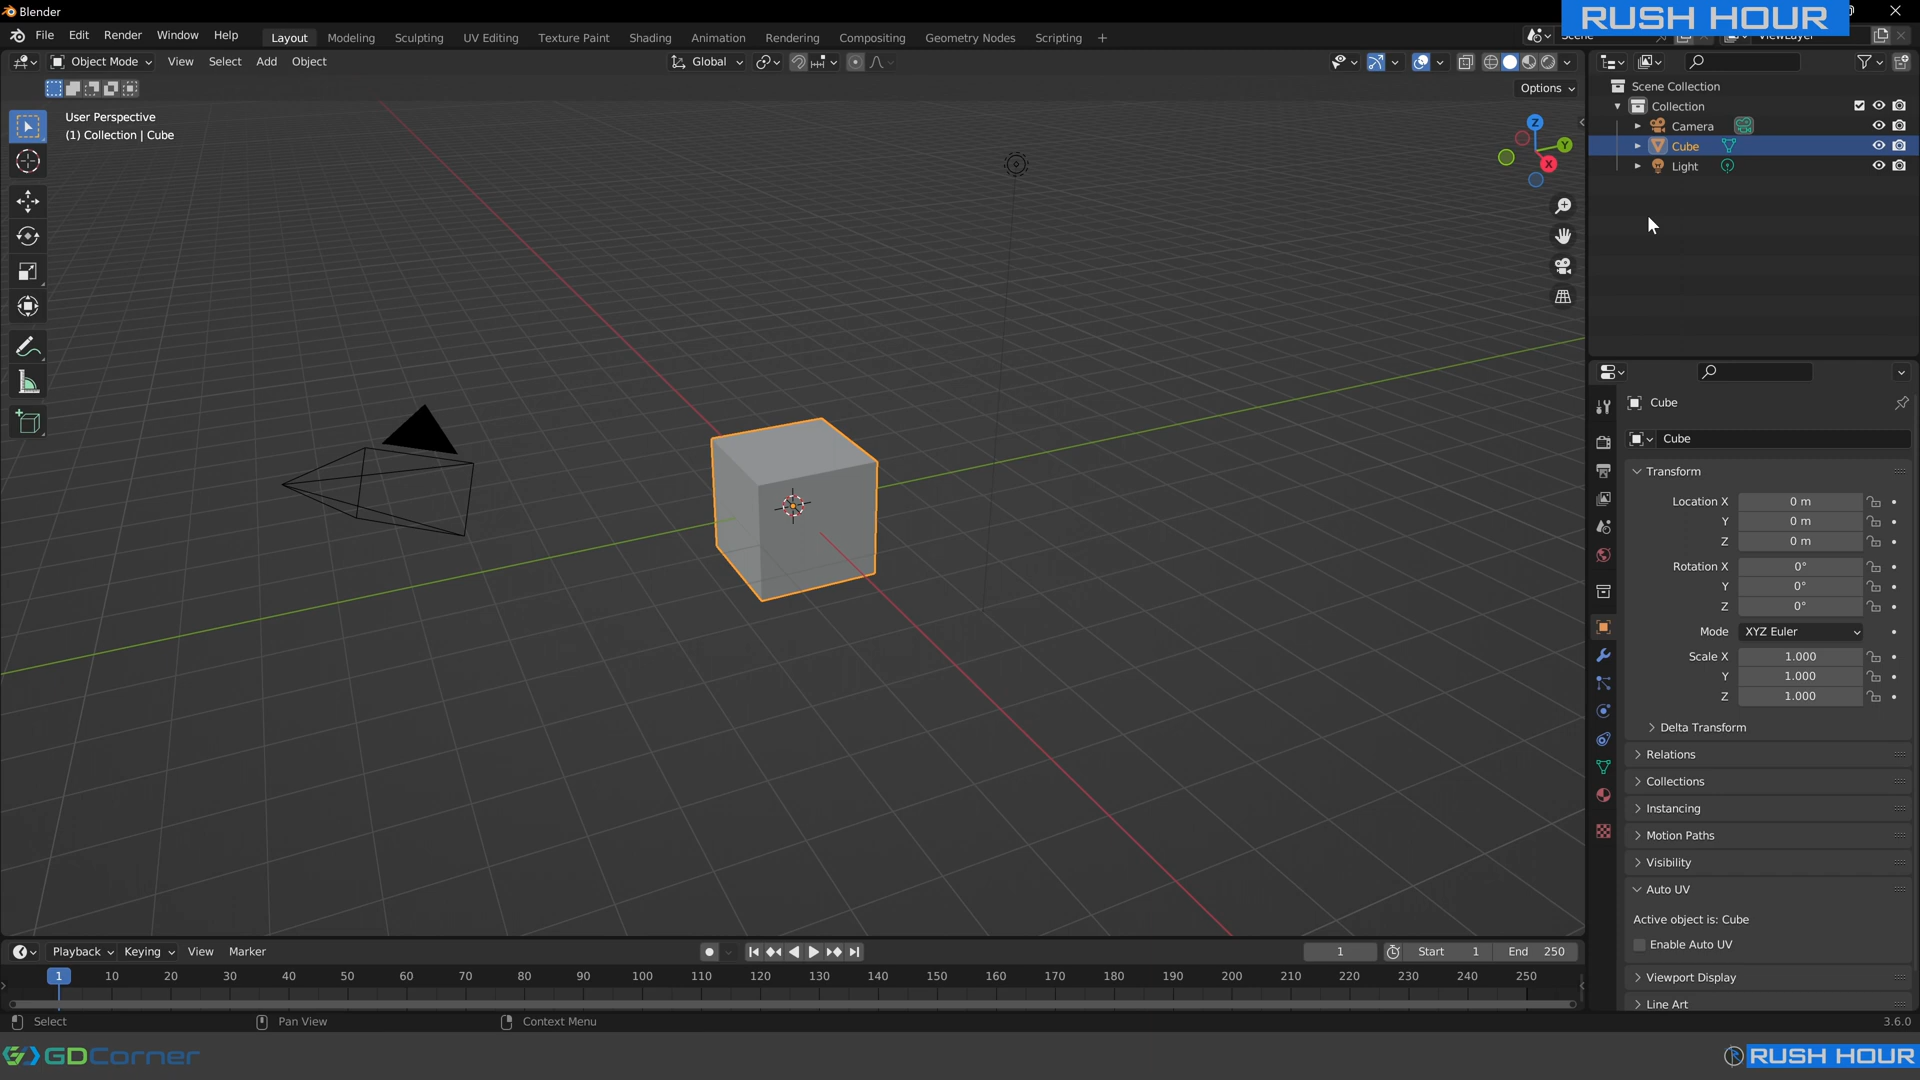 Blender
RUSH HOUR
File Edit Render Window Help Layout Modeling Sculpting UV Editing Texture Paint Shading Animation Rendering Compositing Geometry Nodes Scripting +
Object Mode View Select Add Object Global
Options
User Perspective
(1) Collection | Cube
Z
Y
X
Scene Collection
Collection
Camera
Cube
Light
Cube
Cube
Transform
Location X 0 m
Y 0 m
Z 0 m
Rotation X 0°
Y 0°
Z 0°
Mode XYZ Euler
Scale X 1.000
Y 1.000
Z 1.000
Delta Transform
Relations
Collections
Instancing
Motion Paths
Visibility
Auto UV
Active object is: Cube
Enable Auto UV
Viewport Display
Line Art
Playback Keying View Marker 1 Start 1 End 250
1 10 20 30 40 50 60 70 80 90 100 110 120 130 140 150 160 170 180 190 200 210 220 230 240 250
Select Pan View Context Menu 3.6.0
GDCorner RUSH HOUR